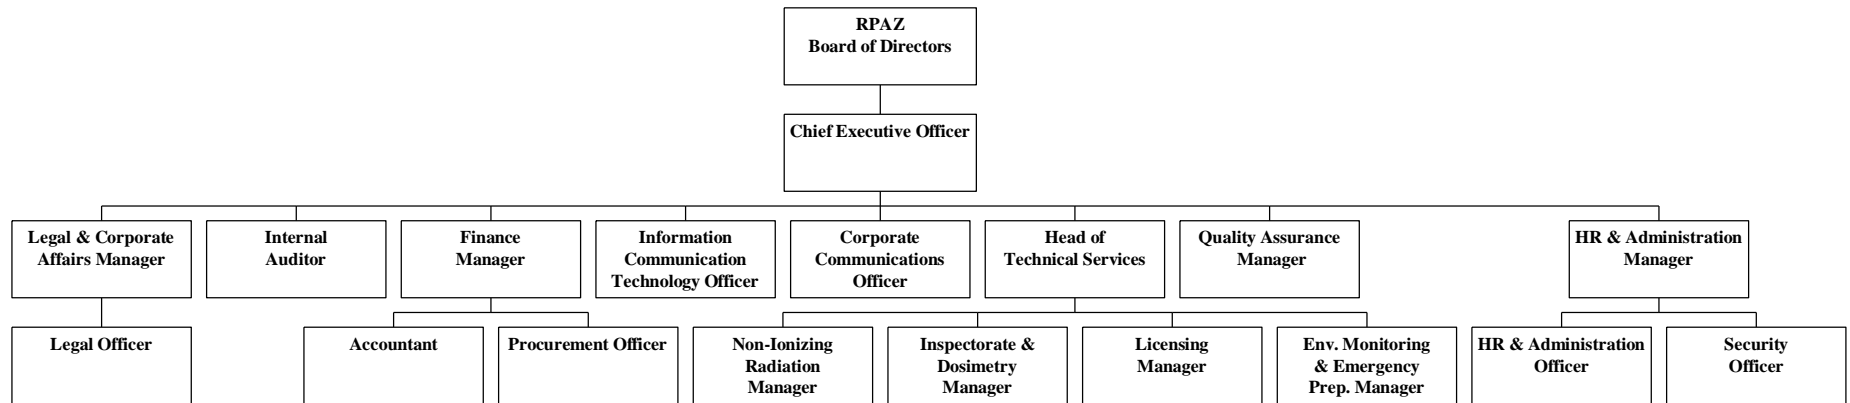 RPAZ
Board of Directors
Chief Executive Officer
Legal & Corporate
Affairs Manager
Internal
Auditor
Finance
Manager
Information
Communication
Technology Officer
Corporate
Communications
Officer
Head of
Technical Services
Quality Assurance
Manager
HR & Administration
Manager
Legal Officer
Accountant
Procurement Officer
Non-Ionizing
Radiation
Manager
Inspectorate &
Dosimetry
Manager
Licensing
Manager
Env. Monitoring
& Emergency
Prep. Manager
HR & Administration
Officer
Security
Officer